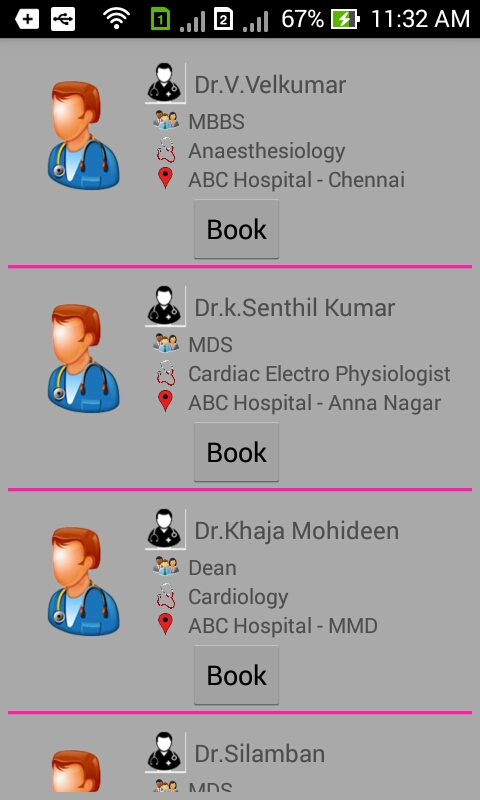 1 2 67% 11:32 AM
Dr.V.Velkumar
MBBS
Anaesthesiology
ABC Hospital - Chennai
Book
Dr.k.Senthil Kumar
MDS
Cardiac Electro Physiologist
ABC Hospital - Anna Nagar
Book
Dr.Khaja Mohideen
Dean
Cardiology
ABC Hospital - MMD
Book
Dr.Silamban
MDS